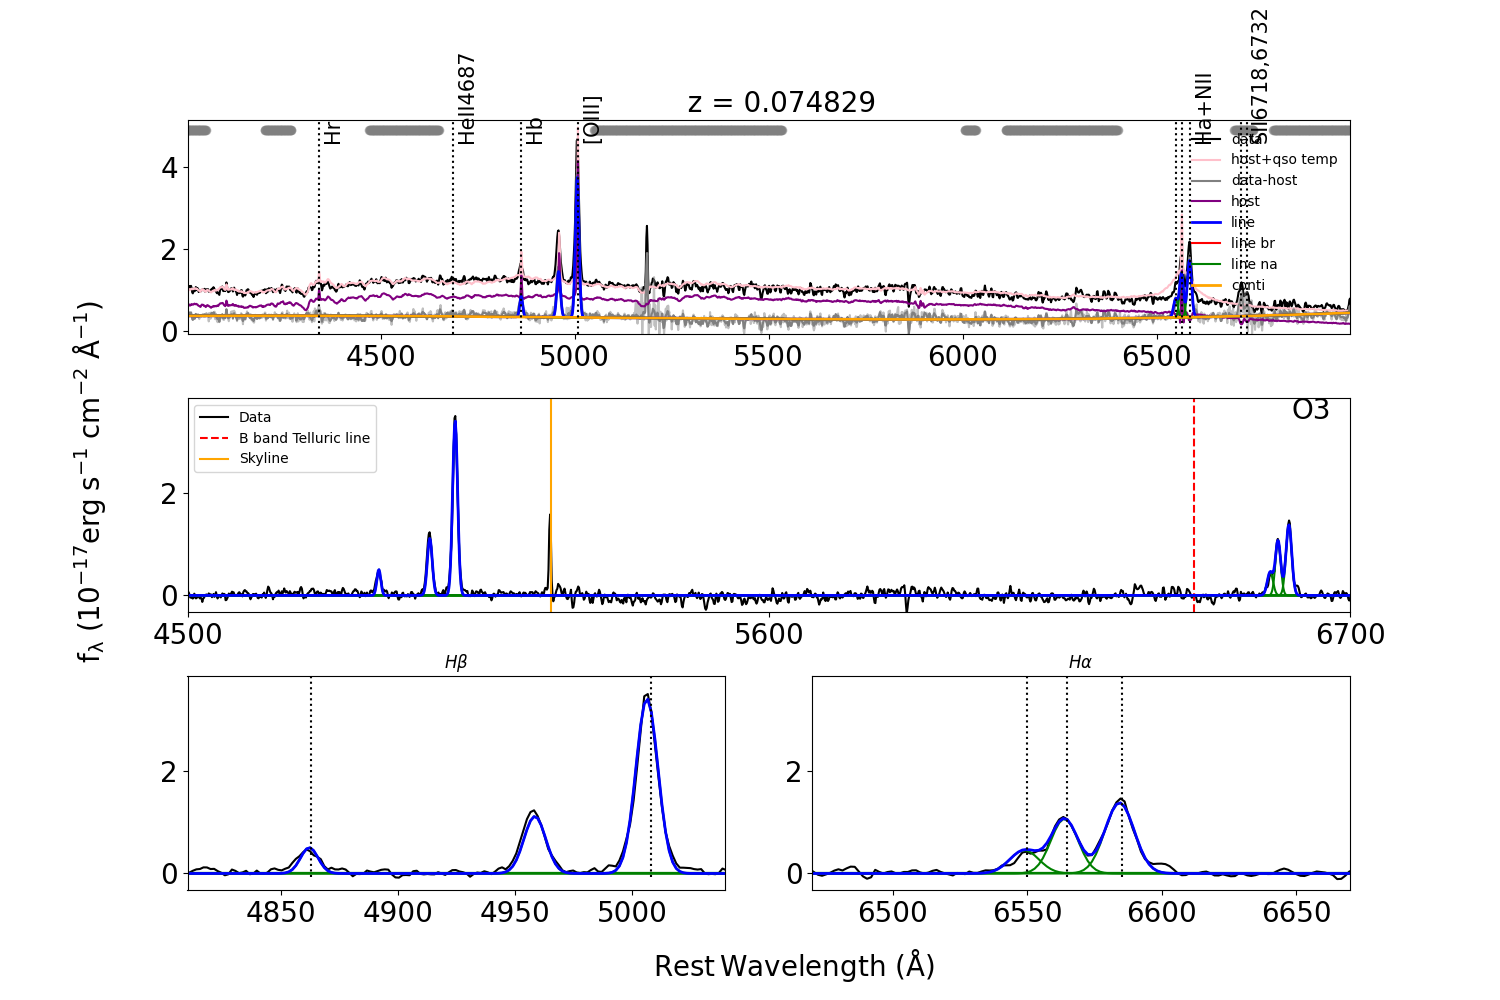 z = 0.074829
Hr
HeII4687
Hb
[OIII]
Ha+NII
SII6718,6732
data
host+qso temp
data-host
host
line
line br
line na
conti
4
2
0
4500
5000
5500
6000
6500
fλ (10−17erg s−1 cm−2 Å−1)
Data
B band Telluric line
Skyline
O3
2
0
4500
5600
6700
Hβ
2
0
4850
4900
4950
5000
Hα
2
0
6500
6550
6600
6650
Rest Wavelength (Å)